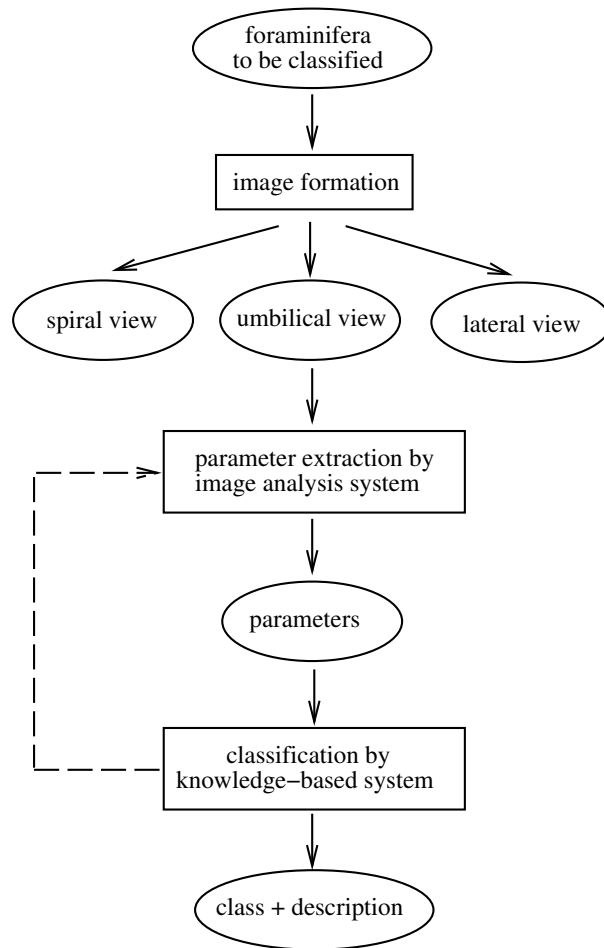 foraminifera
to be classified
image formation
spiral view
umbilical view
lateral view
parameter extraction by
image analysis system
parameters
classification by
knowledge−based system
class + description